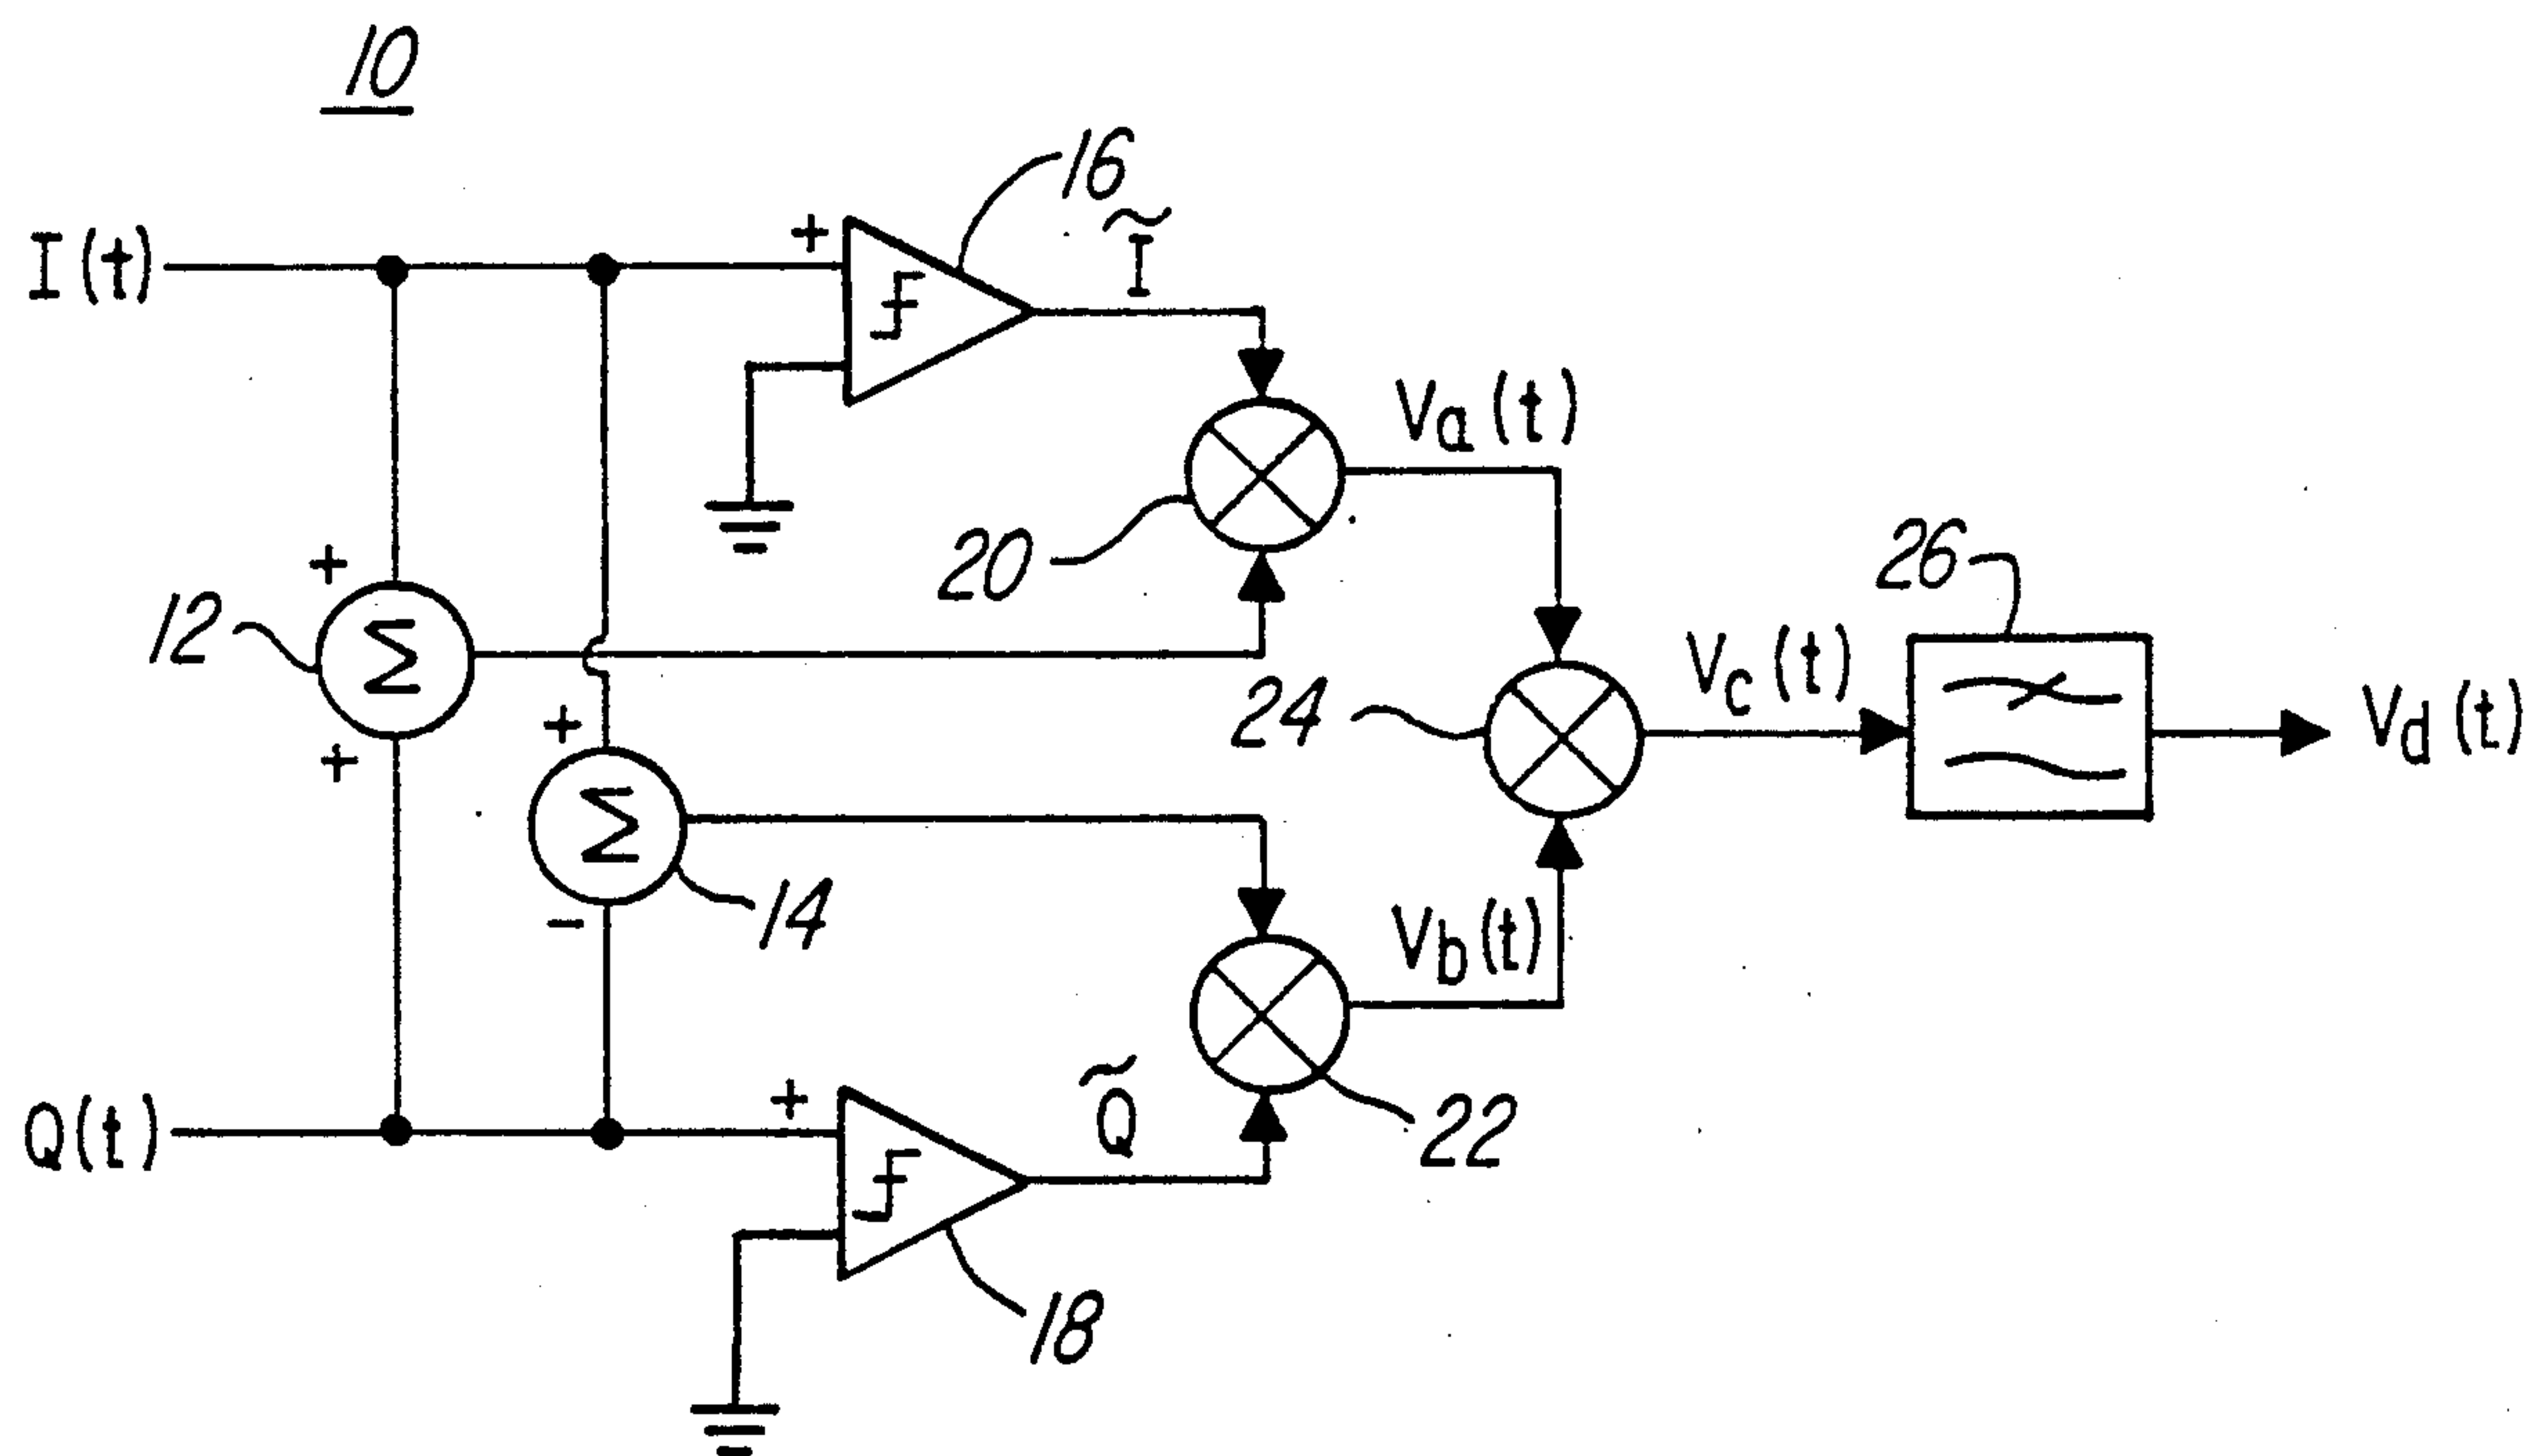 10
16
Ĩ
I(t)
+
Va(t)
20
26
+
12
Σ
+
+
24
Vc(t)
Vd(t)
Σ
14
-
Vb(t)
Q(t)
+
Q̃
22
18